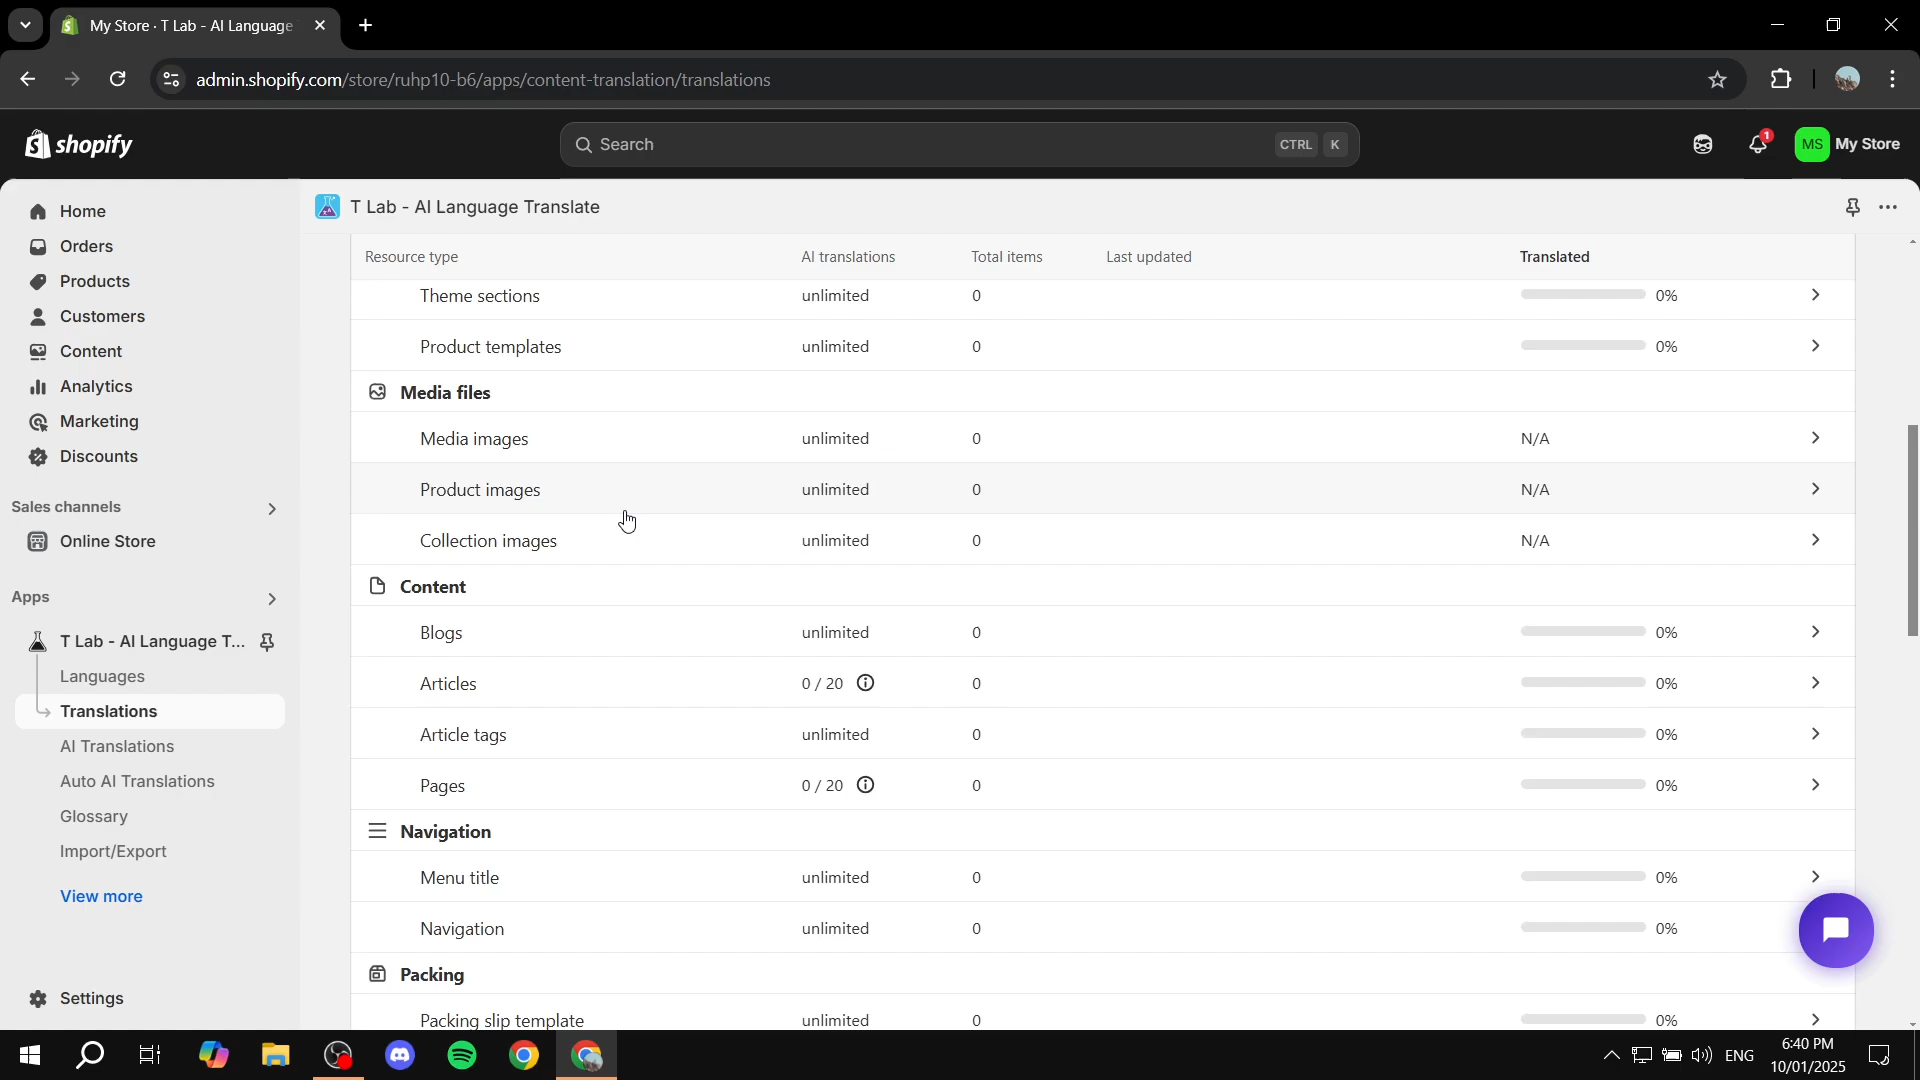 My Store · T Lab - AI Language
admin.shopify.com/store/ruhp10-b6/apps/content-translation/translations
shopify
Search
CTRL K
1
MS My Store
Home
Orders
Products
Customers
Content
Analytics
Marketing
Discounts
Sales channels
Online Store
Apps
T Lab - AI Language T...
Languages
Translations
AI Translations
Auto AI Translations
Glossary
Import/Export
View more
Settings
T Lab - AI Language Translate
Resource type AI translations Total items Last updated Translated
Theme sections unlimited 0 0%
Product templates unlimited 0 0%
Media files
Media images unlimited 0 N/A
Product images unlimited 0 N/A
Collection images unlimited 0 N/A
Content
Blogs unlimited 0 0%
Articles 0 / 20 0 0%
Article tags unlimited 0 0%
Pages 0 / 20 0 0%
Navigation
Menu title unlimited 0 0%
Navigation unlimited 0 0%
Packing
Packing slip template unlimited 0 0%
ENG
6:40 PM
10/01/2025